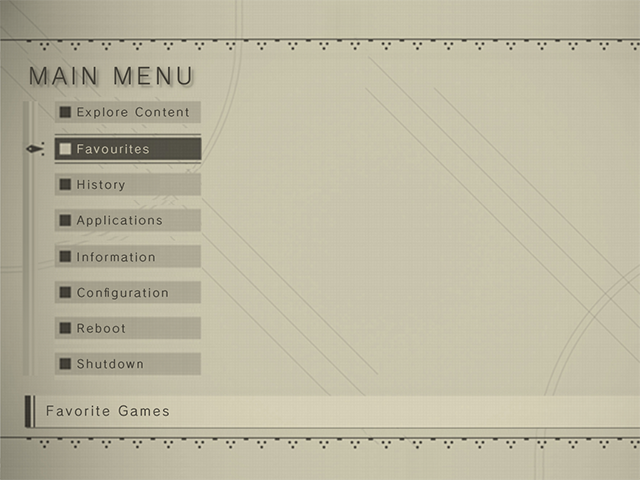 MAIN MENU
Explore Content
Favourites
History
Applications
Information
Configuration
Reboot
Shutdown
Favorite Games